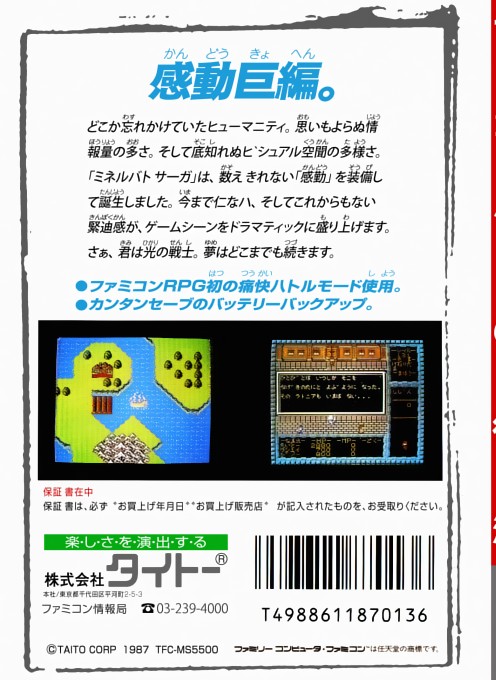 感動巨編。
どこか忘れかけていたヒューマニティ。思いもよらぬ情
報量の多さ。そして底知れぬビジュアル空間の多様さ。
「ミネルバトサーガ」は、数えきれない「感動」を装備し
て誕生しました。今までになく、そしてこれからもない
緊迫感が、ゲームシーンをドラマティックに盛り上げます。
さぁ、君は光の戦士。夢はどこまでも続きます。
●ファミコンRPG初の痛快バトルモード使用。
●カンタンセーブのバッテリーバックアップ。
保証書在中
保証書は、必ず "お買上げ年月日""お買上げ販売店" が記入されたものを、お受取りください。
楽・し・さ・を・演・出・す・る
株式会社 タイトー®
本社/東京都千代田区平河町2-5-3
ファミコン情報局 ☎03-239-4000
T4988611870136
©TAITO CORP 1987 TFC-MS5500
ファミリーコンピュータ・ファミコン™は任天堂の商標です。